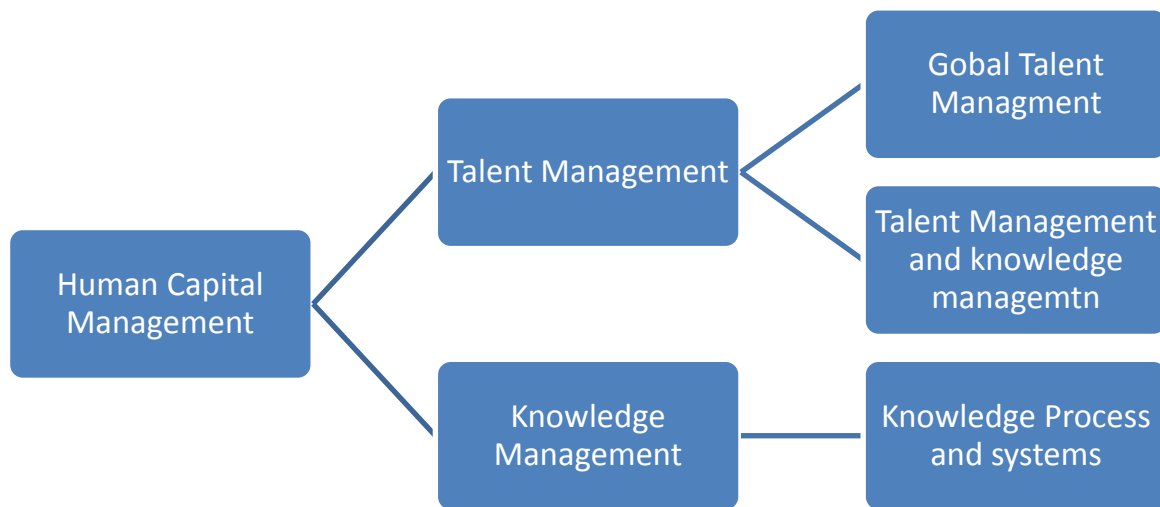 Human Capital
Management
Talent Management
Gobal Talent
Managment
Talent Management
and knowledge
managemtn
Knowledge
Management
Knowledge Process
and systems